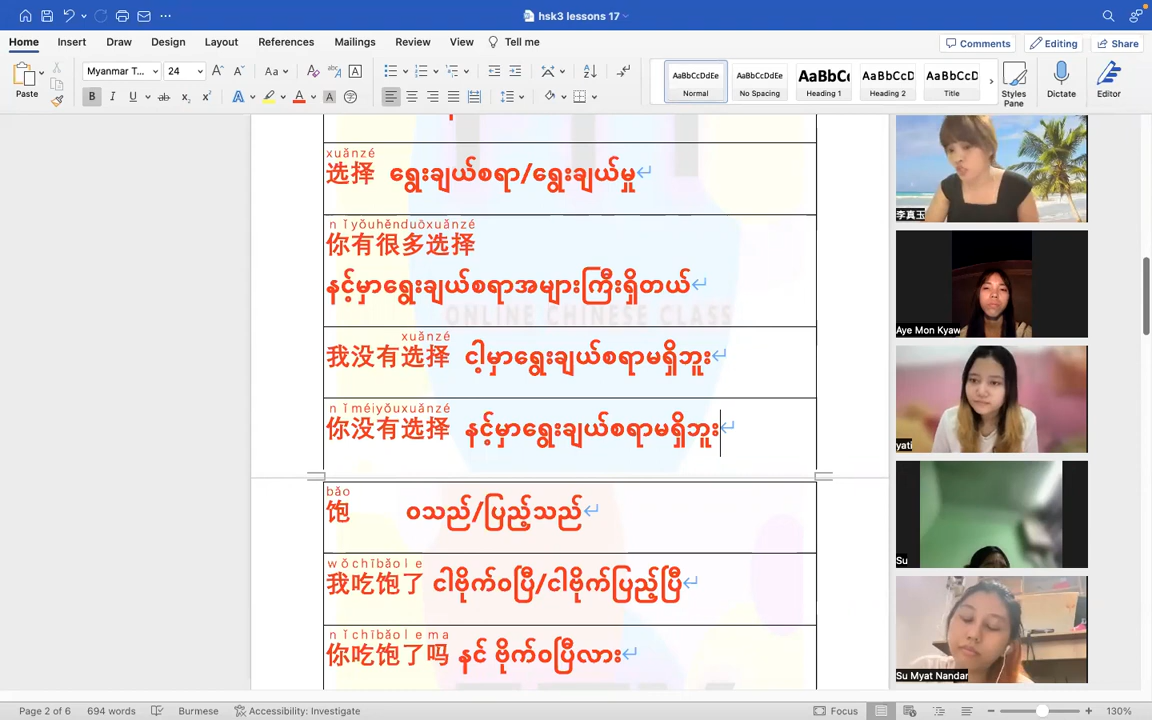 hsk3 lessons 17
Home Insert Draw Design Layout References Mailings Review View Tell me Comments Editing Share
Paste Myanmar T... 24 Aa AaBbCcDdEe Normal AaBbCcDdEe No Spacing AaBbCc Heading 1 AaBbCcD Heading 2 AaBbCcD Title Styles Pane Dictate Editor
xuǎnzé
选择 ရွေးချယ်စရာ/ရွေးချယ်မှု
nǐyǒuhěnduōxuǎnzé
你有很多选择
နင့်မှာရွေးချယ်စရာအများကြီးရှိတယ်
ONLINE CHINESE CLASS
xuǎnzé
我没有选择 ငါ့မှာရွေးချယ်စရာမရှိဘူး
nǐméiyǒuxuǎnzé
你没有选择 နင့်မှာရွေးချယ်စရာမရှိဘူး
bǎo
饱 ဝသည်/ပြည့်သည်
wǒchībǎole
我吃饱了 ငါဗိုက်ဝပြီ/ငါဗိုက်ပြည့်ပြီ
nǐchībǎolema
你吃饱了吗 နင် ဗိုက်ဝပြီလား
李真玉
Aye Mon Kyaw
yati
Su
Su Myat Nandar
Page 2 of 6 694 words Burmese Accessibility: Investigate Focus 130%